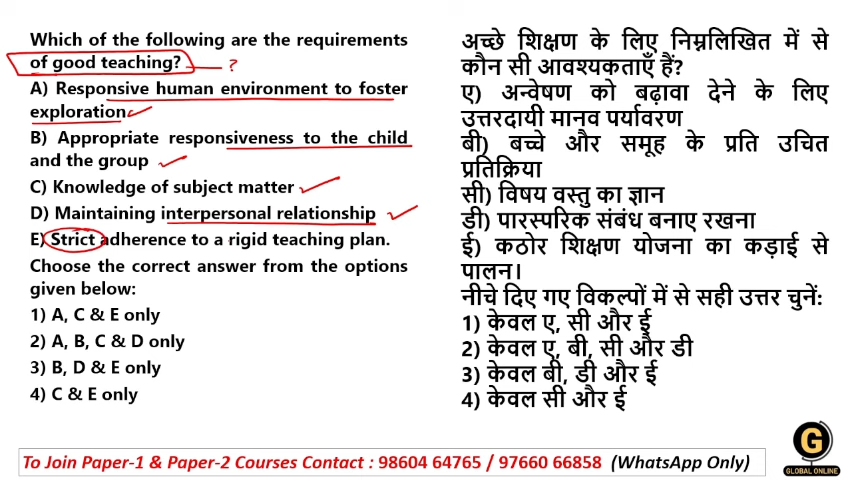 Which of the following are the requirements
of good teaching? ?
A) Responsive human environment to foster
exploration
B) Appropriate responsiveness to the child
and the group
C) Knowledge of subject matter
D) Maintaining interpersonal relationship
E) Strict adherence to a rigid teaching plan.
Choose the correct answer from the options
given below:
1) A, C & E only
2) A, B, C & D only
3) B, D & E only
4) C & E only
अच्छे शिक्षण के लिए निम्नलिखित में से
कौन सी आवश्यकताएँ हैं?
ए) अन्वेषण को बढ़ावा देने के लिए
उत्तरदायी मानव पर्यावरण
बी) बच्चे और समूह के प्रति उचित
प्रतिक्रिया
सी) विषय वस्तु का ज्ञान
डी) पारस्परिक संबंध बनाए रखना
ई) कठोर शिक्षण योजना का कड़ाई से
पालन।
नीचे दिए गए विकल्पों में से सही उत्तर चुनें:
1) केवल ए, सी और ई
2) केवल ए, बी, सी और डी
3) केवल बी, डी और ई
4) केवल सी और ई
To Join Paper-1 & Paper-2 Courses Contact : 98604 64765 / 97660 66858 (WhatsApp Only)
G
GLOBAL ONLINE